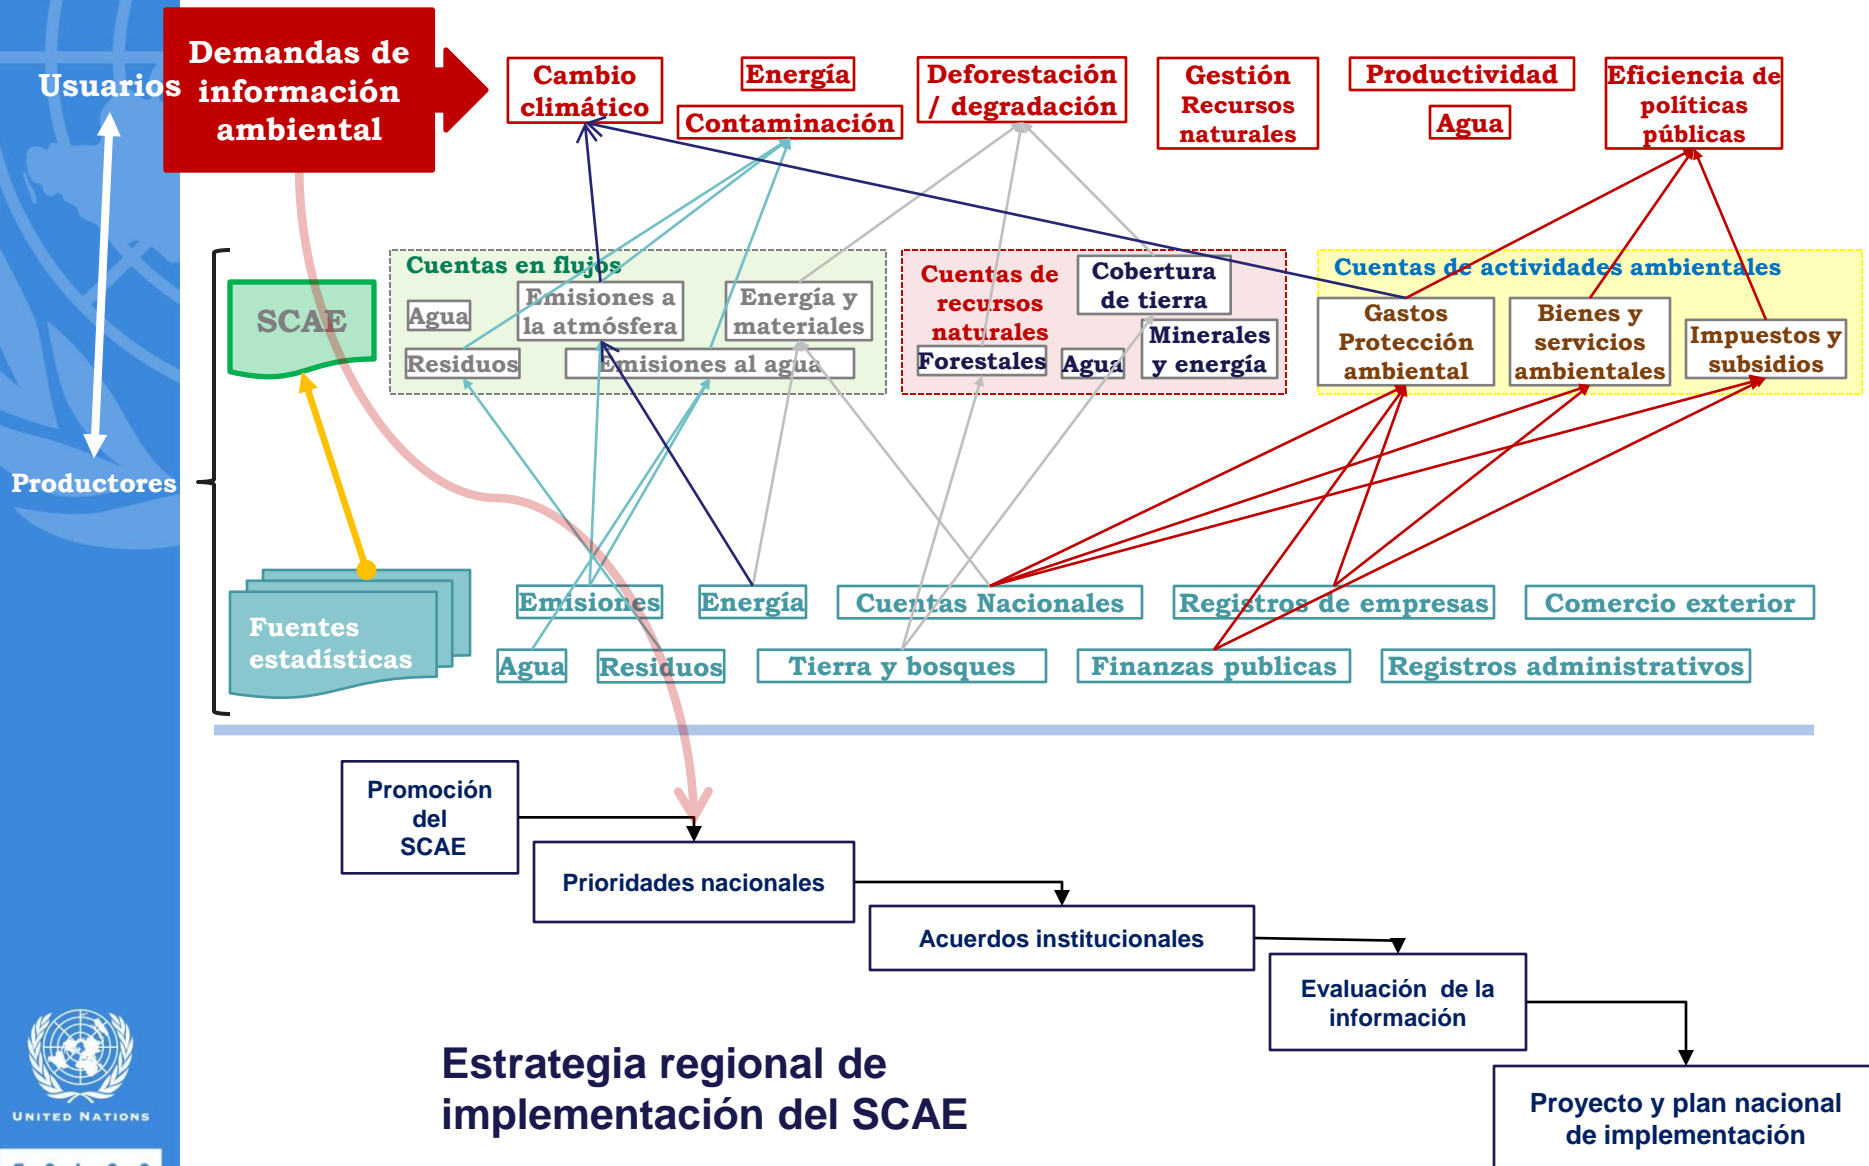 Usuarios
Demandas de
información
ambiental
Cambio
climático
Energía
Contaminación
Deforestación
/ degradación
Gestión
Recursos
naturales
Productividad
Agua
Eficiencia de
políticas
públicas
Productores
SCAE
Cuentas en flujos
Agua
Emisiones a
la atmósfera
Energía y
materiales
Residuos
Emisiones al agua
Cuentas de
recursos
naturales
Cobertura
de tierra
Forestales
Agua
Minerales
y energía
Cuentas de actividades ambientales
Gastos
Protección
ambiental
Bienes y
servicios
ambientales
Impuestos y
subsidios
Fuentes
estadísticas
Emisiones
Energía
Cuentas Nacionales
Registros de empresas
Comercio exterior
Agua
Residuos
Tierra y bosques
Finanzas publicas
Registros administrativos
Promoción
del
SCAE
Prioridades nacionales
Acuerdos institucionales
Evaluación de la
información
Proyecto y plan nacional
de implementación
Estrategia regional de
implementación del SCAE
UNITED NATIONS